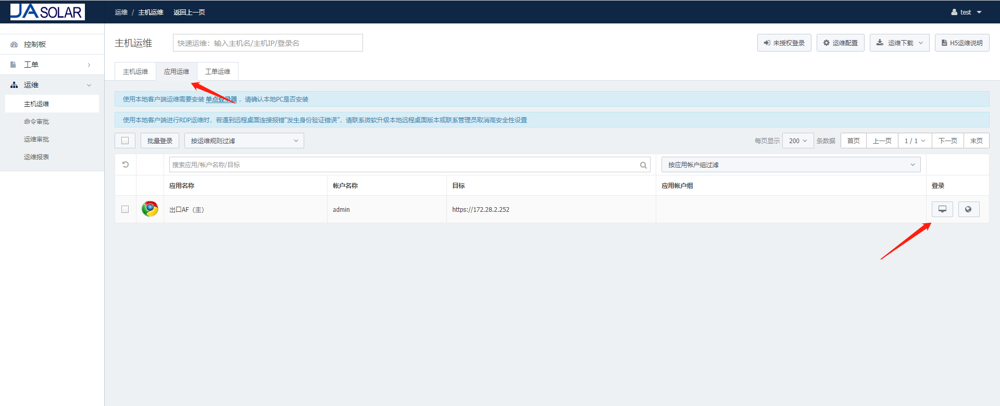 JA SOLAR
运维 / 主机运维 返回上一页
test
控制板
工单
运维
主机运维
命令审批
运维审批
运维报表
主机运维
快速运维：输入主机名/主机IP/登录名
未授权登录
运维配置
运维下载
H5运维说明
主机运维
应用运维
工单运维
使用本地客户端运维需要安装 单点登录器 ，请确认本地PC是否安装
使用本地客户端进行RDP运维时，若遇到远程桌面连接报错“发生身份验证错误”，请联系微软升级本地远程桌面版本或联系管理员取消高安全性设置
批量登录
按运维规则过滤
每页显示 200 条数据
首页 上一页 1 / 1 下一页 末页
搜索应用/帐户名称/目标
按应用帐户组过滤
应用名称 帐户名称 目标 应用帐户组 登录
出口AF（主） admin https://172.28.2.252